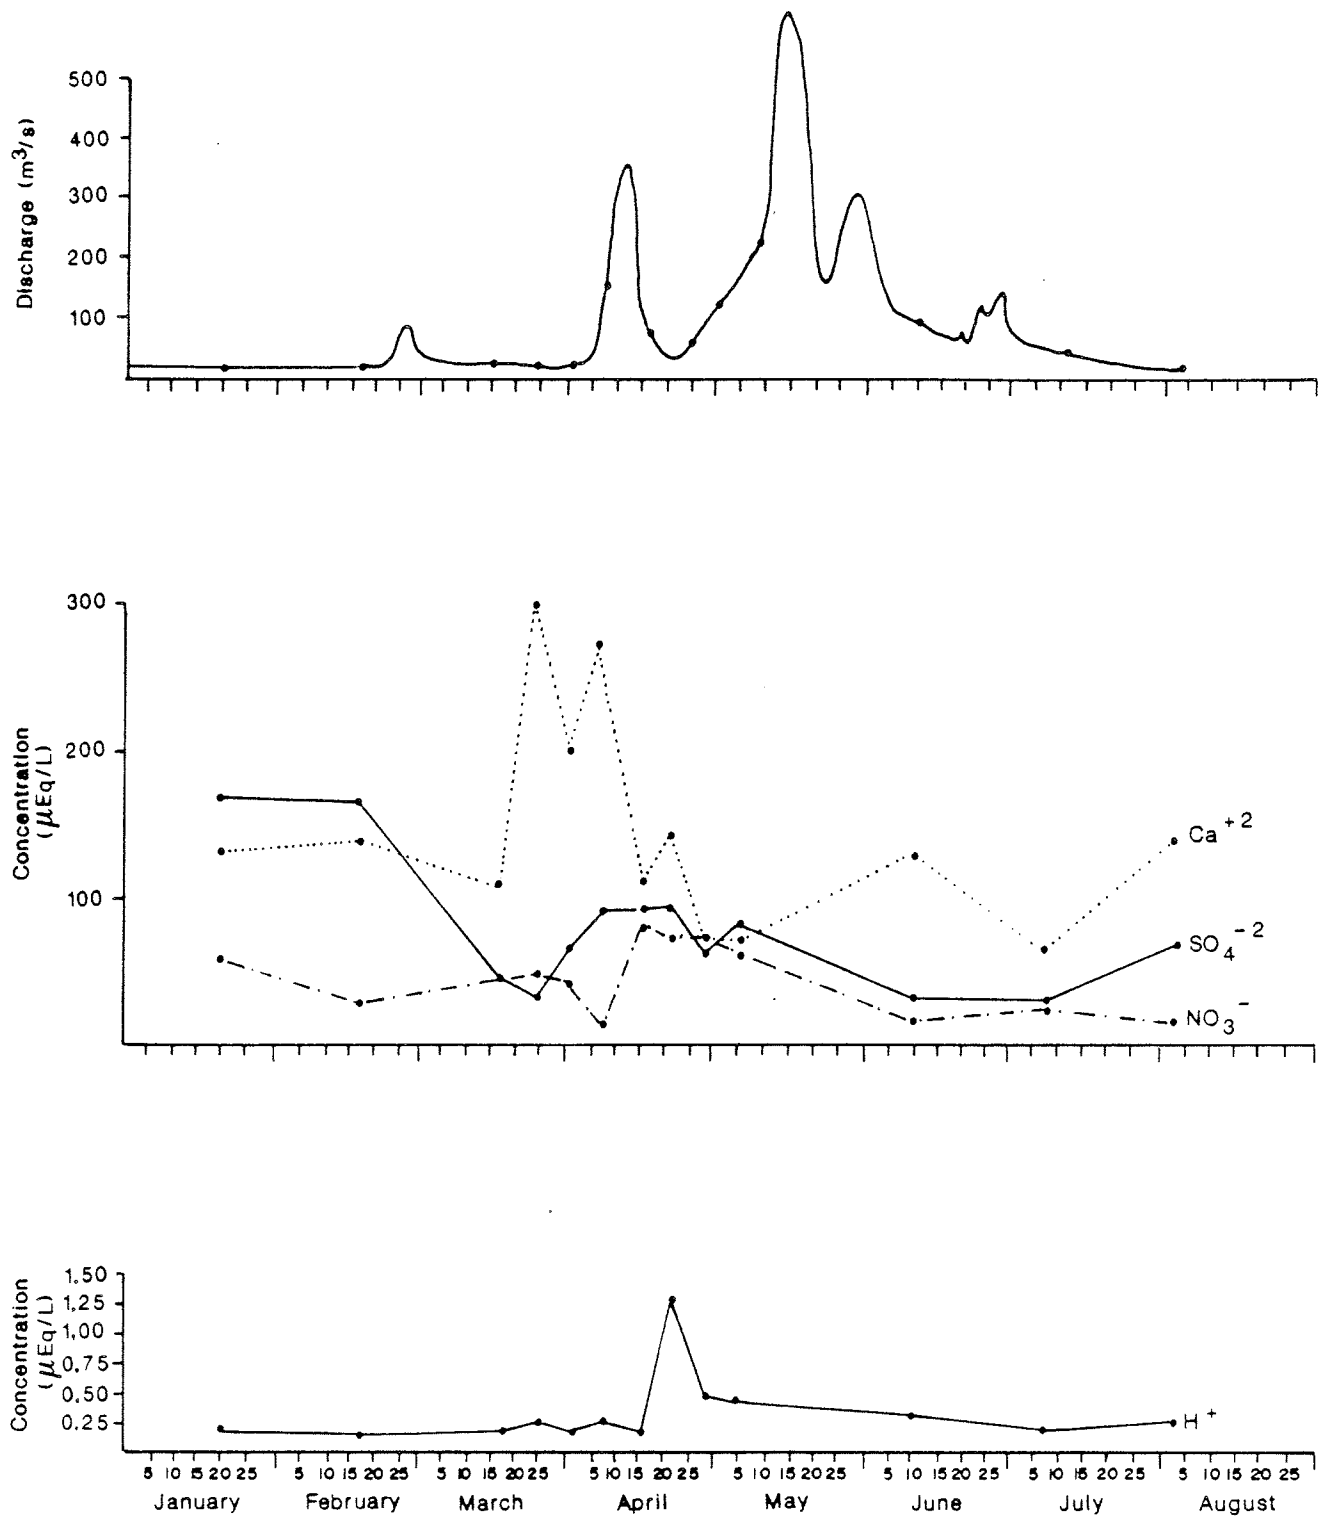 500
400
300
200
100
Discharge (m³/s)
300
200
100
Concentration
(μEq/L)
Ca⁺²
SO₄⁻²
NO₃⁻
1.50
1.25
1.00
0.75
0.50
0.25
Concentration
(μEq/L)
H⁺
5 10 15 20 25 5 10 15 20 25 5 10 15 20 25 5 10 15 20 25 5 10 15 20 25 5 10 15 20 25 5 10 15 20 25 5 10 15 20 25
January February March April May June July August